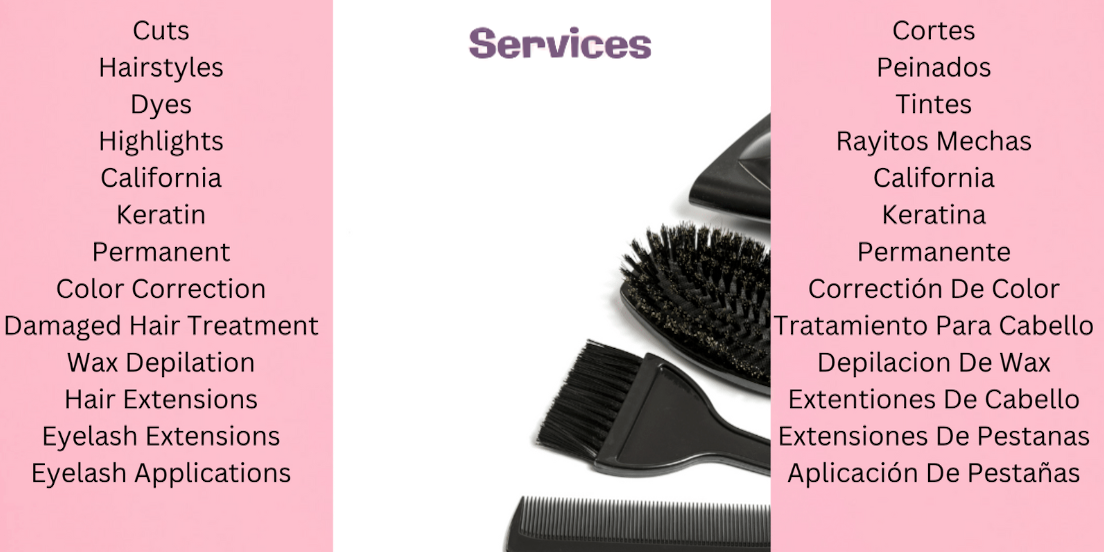 Services
Cuts
Hairstyles
Dyes
Highlights
California
Keratin
Permanent
Color Correction
Damaged Hair Treatment
Wax Depilation
Hair Extensions
Eyelash Extensions
Eyelash Applications
Cortes
Peinados
Tintes
Rayitos Mechas
California
Keratina
Permanente
Correctión De Color
Tratamiento Para Cabello
Depilacion De Wax
Extentiones De Cabello
Extensiones De Pestanas
Aplicación De Pestañas